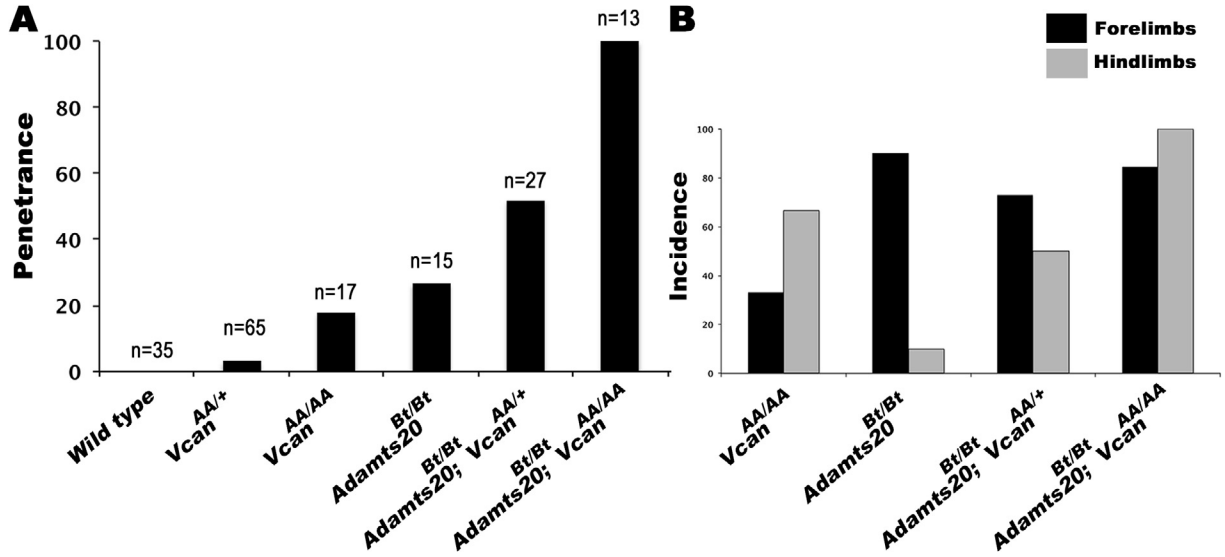 A
Penetrance
100
80
60
40
20
0
n=35
n=65
n=17
n=15
n=27
n=13
Wild type
Vcan AA/+
Vcan AA/AA
Adamts20 Bt/Bt
Adamts20 Bt/Bt; Vcan AA/+
Adamts20 Bt/Bt; Vcan AA/AA
B
Forelimbs
Hindlimbs
Incidence
100
80
60
40
20
0
Vcan AA/AA
Adamts20 Bt/Bt
Adamts20 Bt/Bt; Vcan AA/+
Adamts20 Bt/Bt; Vcan AA/AA